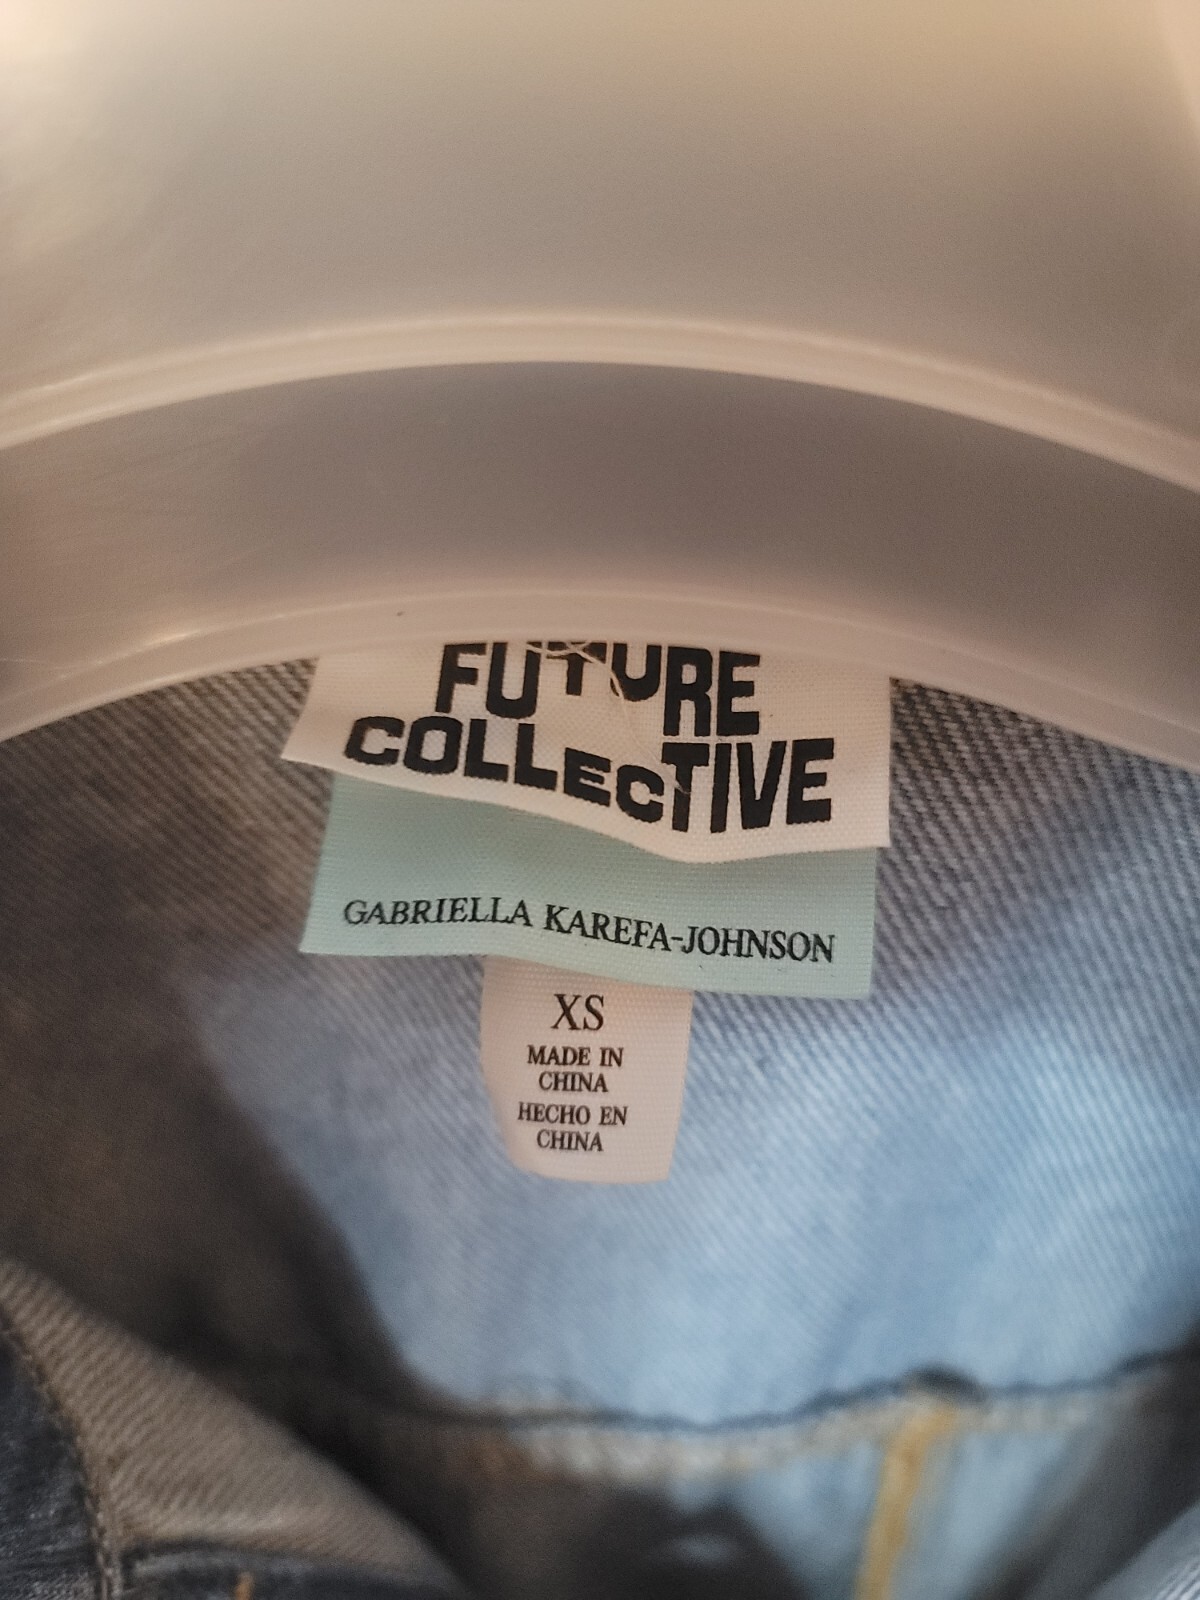 FUTURE
COLLECTIVE
GABRIELLA KAREFA-JOHNSON
XS
MADE IN
CHINA
HECHO EN
CHINA